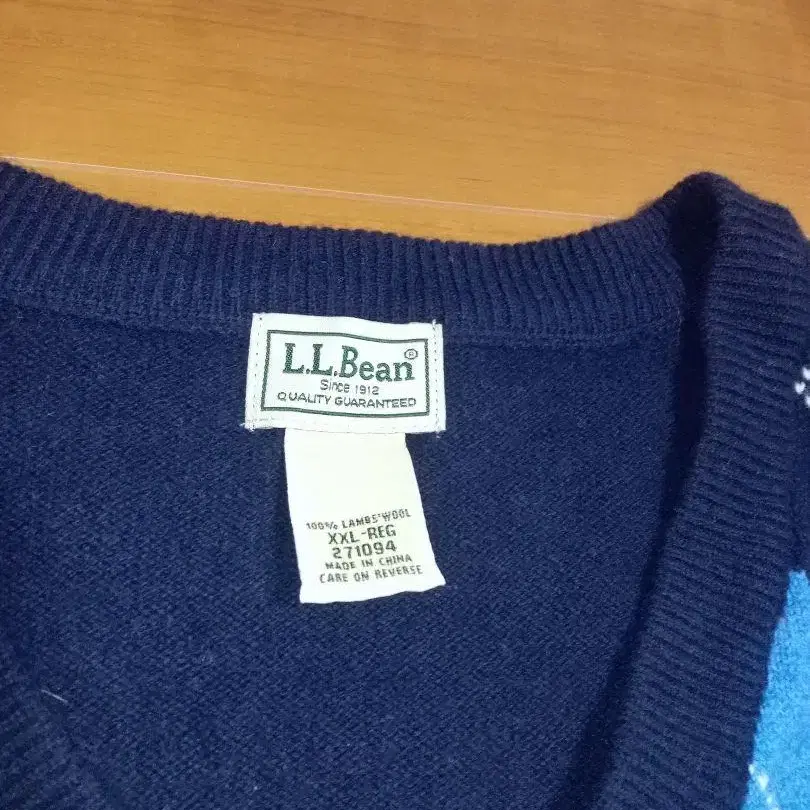 L.L.Bean®
Since 1912
QUALITY GUARANTEED
100% LAMBS'WOOL
XXL-REG
271094
MADE IN CHINA
CARE ON REVERSE